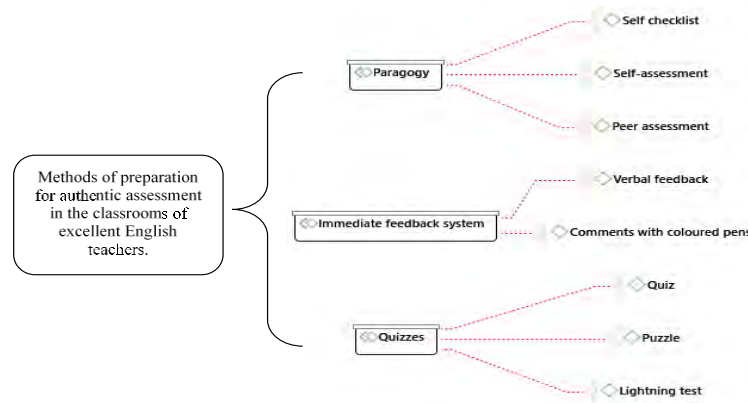 Methods of preparation
for authentic assessment
in the classrooms of
excellent English
teachers.
Paragogy
Self checklist
Self-assessment
Peer assessment
Immediate feedback system
Verbal feedback
Comments with coloured pens
Quizzes
Quiz
Puzzle
Lightning test